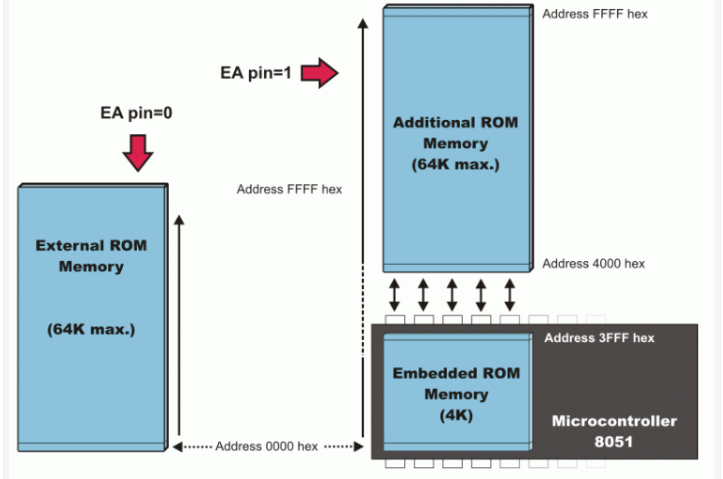 Address FFFF hex
EA pin=1
Additional ROM
Memory
(64K max.)
EA pin=0
Address FFFF hex
External ROM
Memory
(64K max.)
Address 4000 hex
Address 3FFF hex
Embedded ROM
Memory
(4K)
Microcontroller
8051
Address 0000 hex